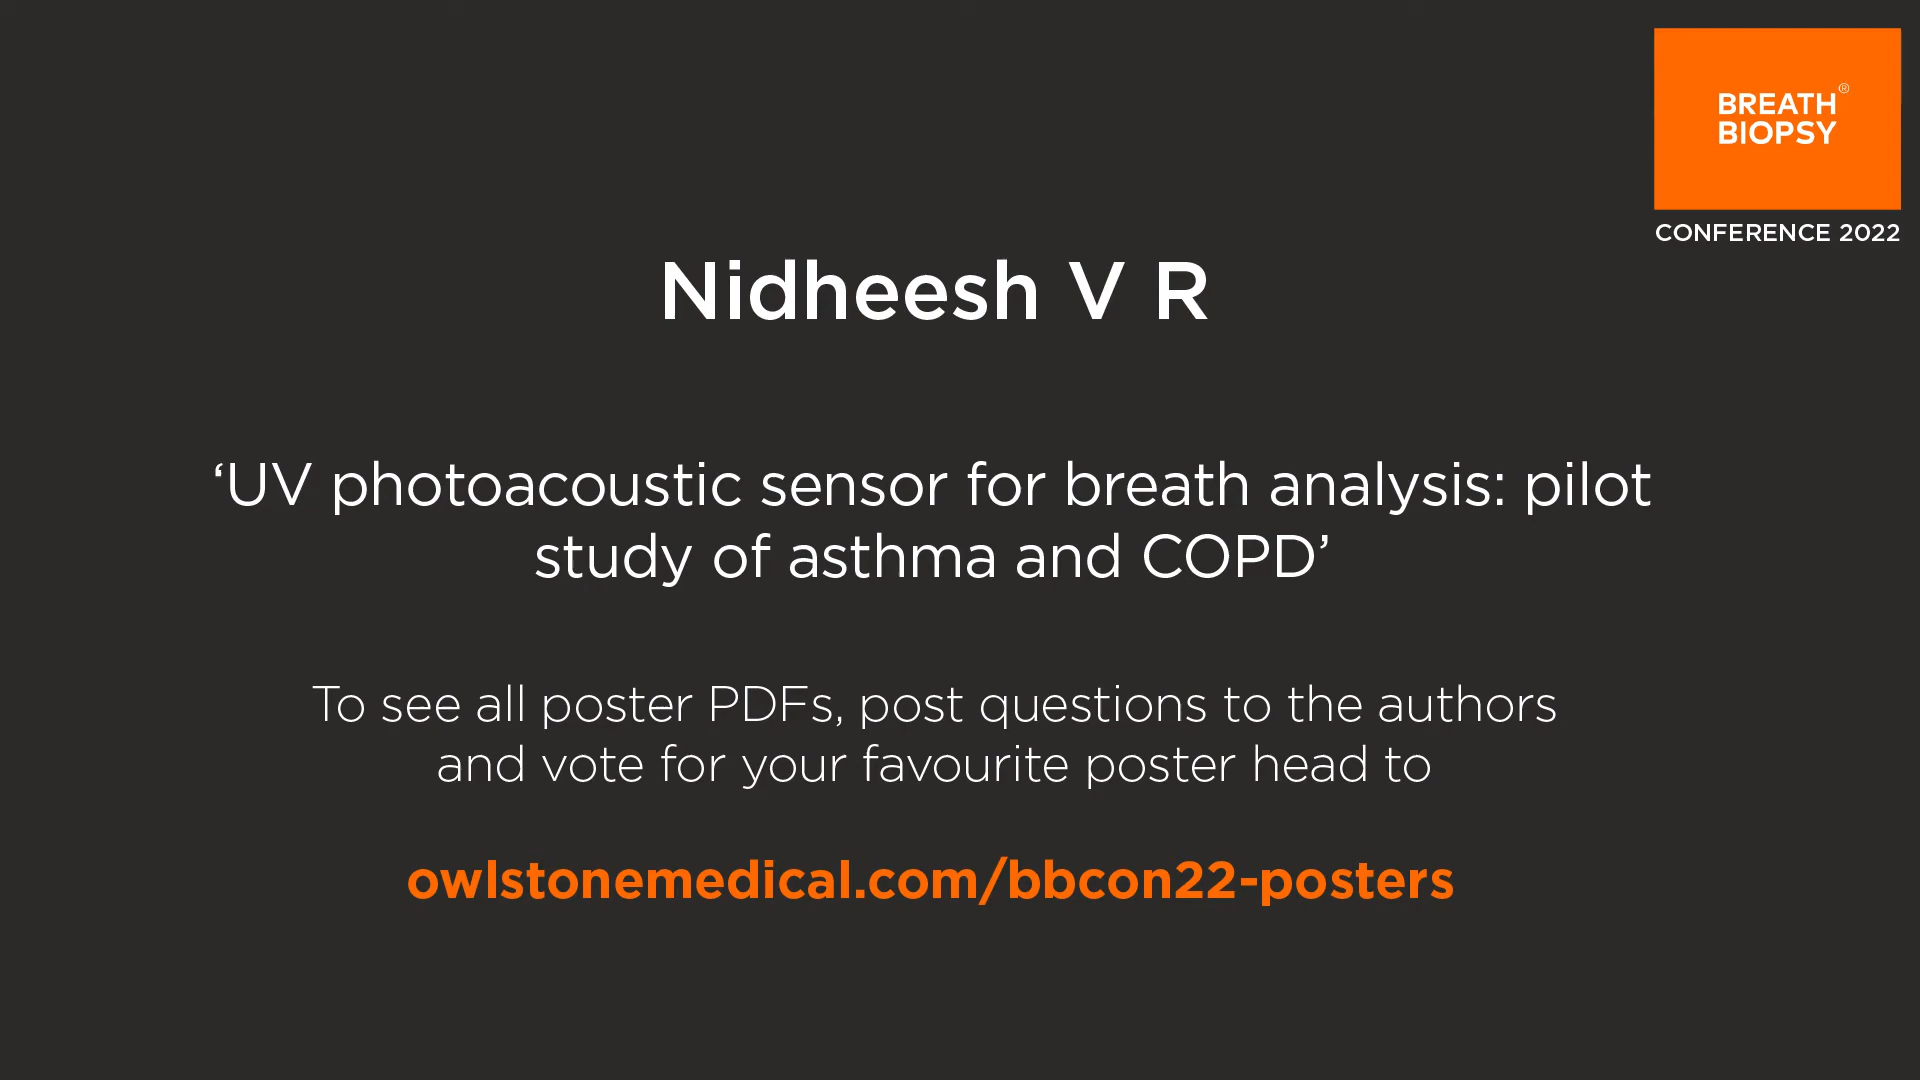 BREATH®
BIOPSY
CONFERENCE 2022
Nidheesh V R
‘UV photoacoustic sensor for breath analysis: pilot
study of asthma and COPD’
To see all poster PDFs, post questions to the authors
and vote for your favourite poster head to
owlstonemedical.com/bbcon22-posters